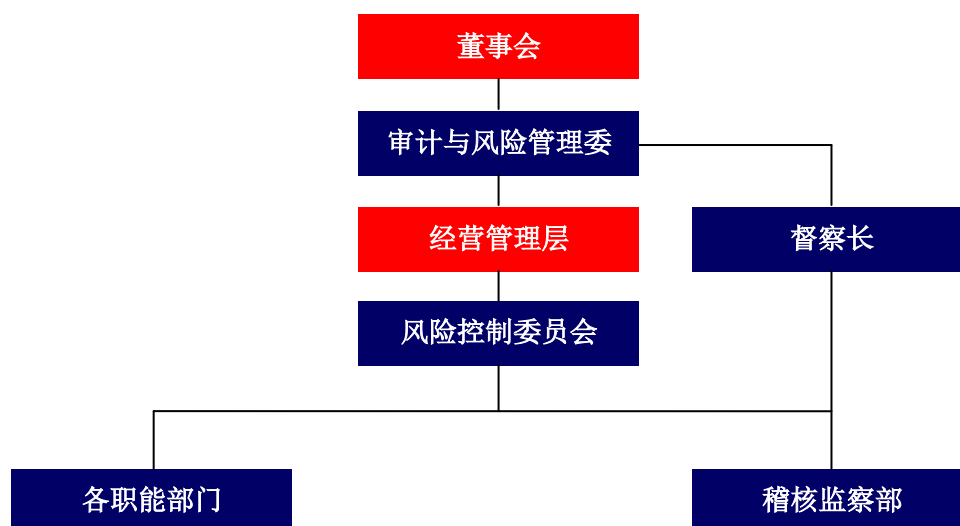 董事会
审计与风险管理委
经营管理层
督察长
风险控制委员会
各职能部门
稽核监察部